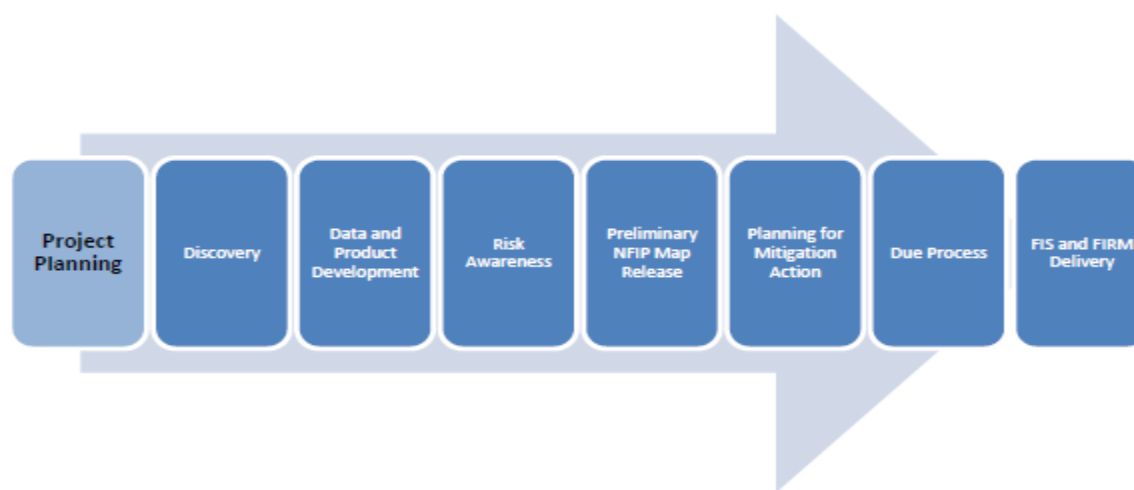 Project
Planning
Discovery
Data and
Product
Development
Risk
Awareness
Preliminary
NFIP Map
Release
Planning for
Mitigation
Action
Due Process
FIS and FIRM
Delivery